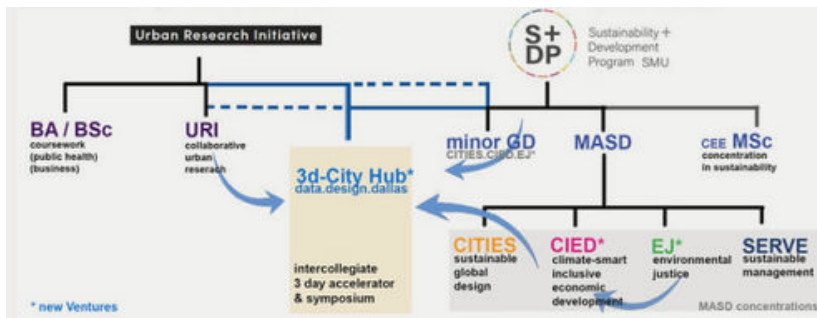 Urban Research Initiative
S+
DP
Sustainability +
Development
Program SMU
BA / BSc
coursework
(public health)
(business)
URI
collaborative
urban
reserach
3d-City Hub*
data.design.dallas
intercollegiate
3 day accelerator
& symposium
minor GD
CITIES.CIED.EJ*
MASD
CEE MSc
concentration
in sustainability
CITIES
sustainable
global
design
CIED*
climate-smart
inclusive
economic
development
EJ*
environmental
justice
SERVE
sustainable
management
* new Ventures
MASD concentrations